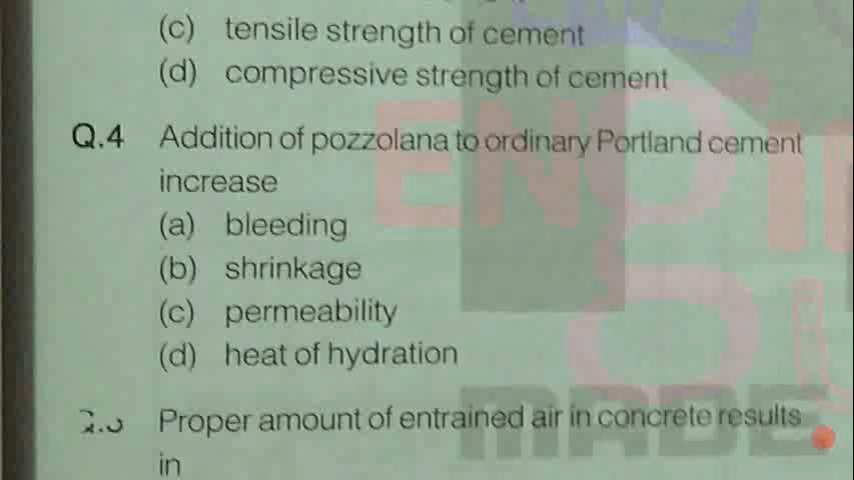 (c) tensile strength of cement
(d) compressive strength of cement
Q.4 Addition of pozzolana to ordinary Portland cement
increase
(a) bleeding
(b) shrinkage
(c) permeability
(d) heat of hydration
Proper amount of entrained air in concrete results
in
MADE